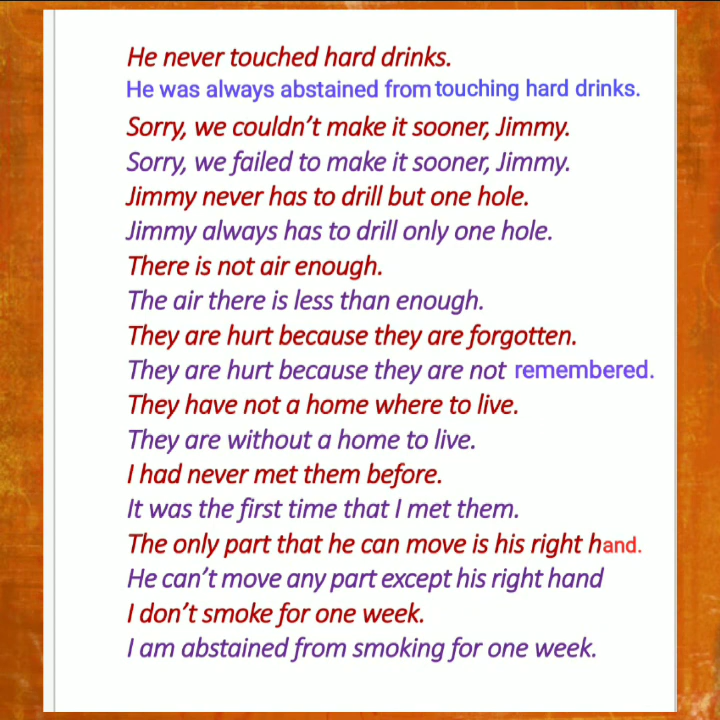 He never touched hard drinks.
He was always abstained from touching hard drinks.
Sorry, we couldn't make it sooner, Jimmy.
Sorry, we failed to make it sooner, Jimmy.
Jimmy never has to drill but one hole.
Jimmy always has to drill only one hole.
There is not air enough.
The air there is less than enough.
They are hurt because they are forgotten.
They are hurt because they are not remembered.
They have not a home where to live.
They are without a home to live.
I had never met them before.
It was the first time that I met them.
The only part that he can move is his right hand.
He can't move any part except his right hand
I don't smoke for one week.
I am abstained from smoking for one week.